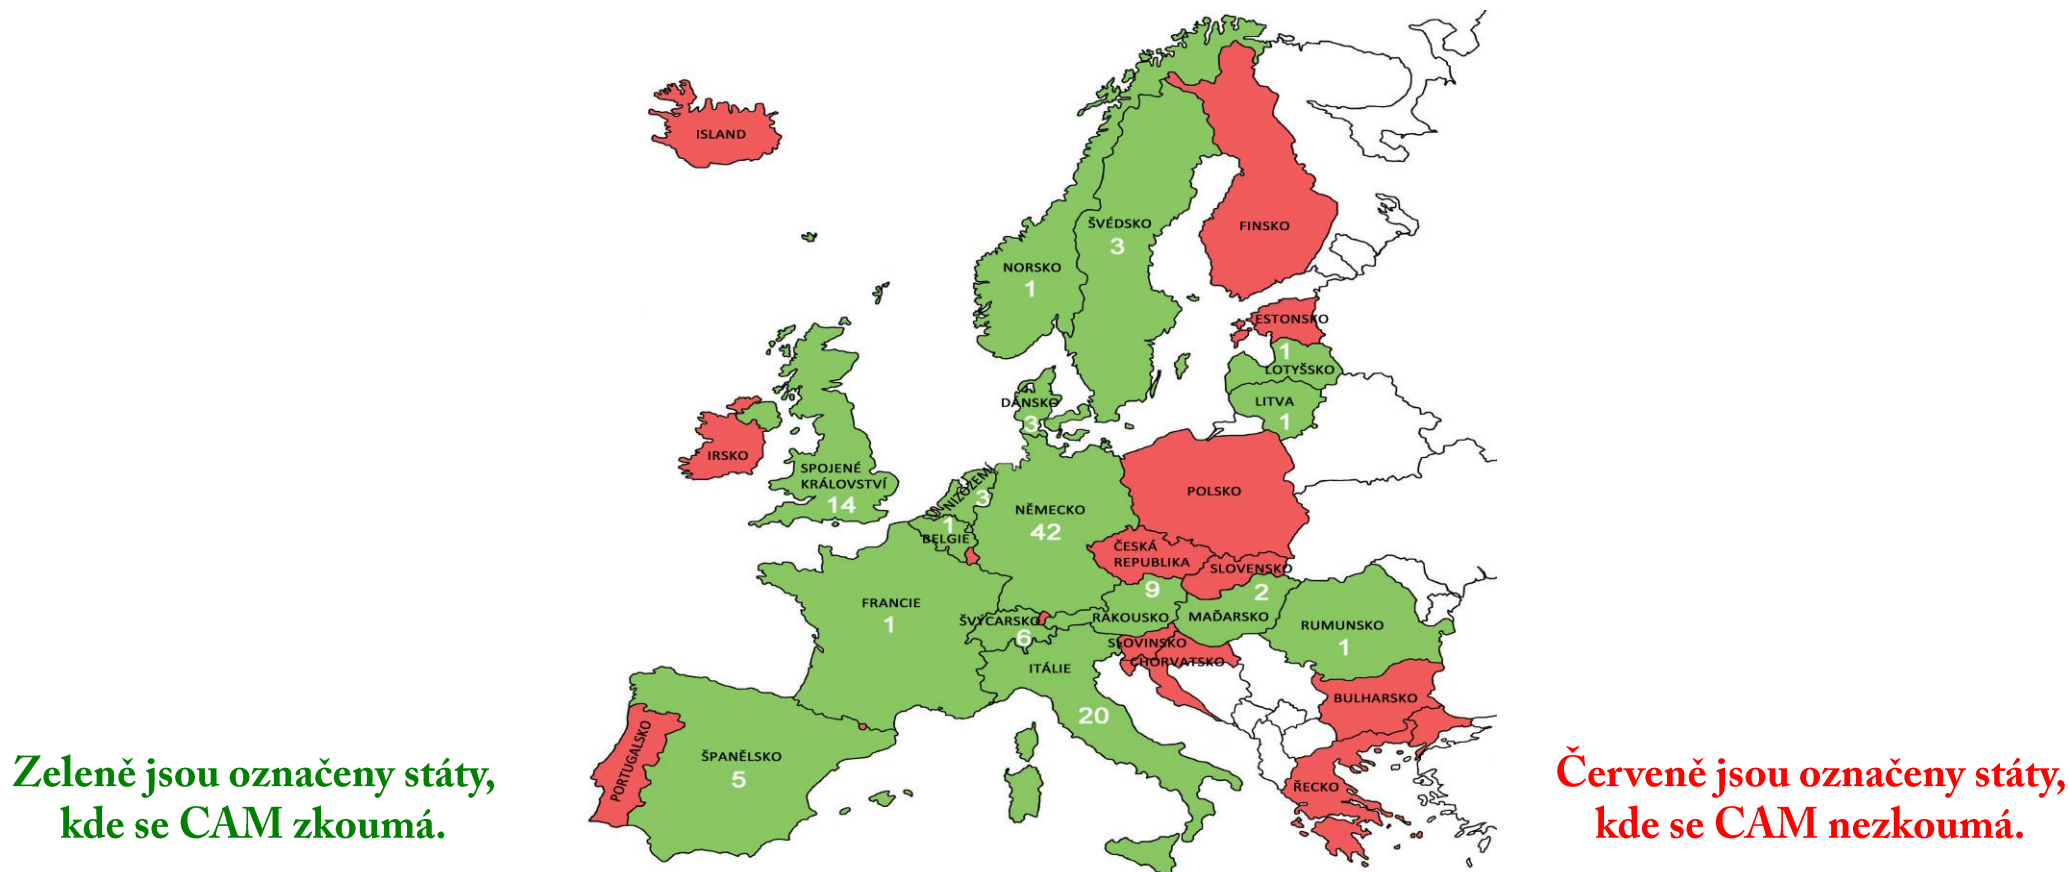 ISLAND
ŠVÉDSKO
3
FINSKO
NORSKO
1
ESTONSKO
1
LOTYŠSKO
LITVA
1
DÁNSKO
3
IRSKO
SPOJENÉ
KRÁLOVSTVÍ
14
NIZOZEMÍ
3
1
BELGIE
NĚMECKO
42
POLSKO
ČESKÁ
REPUBLIKA
SLOVENSKO
9
RAKOUSKO
2
MAĎARSKO
FRANCIE
1
ŠVÝCARSKO
6
RUMUNSKO
1
SLOVINSKO
CHORVATSKO
ITÁLIE
20
BULHARSKO
PORTUGALSKO
ŠPANĚLSKO
5
ŘECKO
Zeleně jsou označeny státy,
kde se CAM zkoumá.
Červeně jsou označeny státy,
kde se CAM nezkoumá.